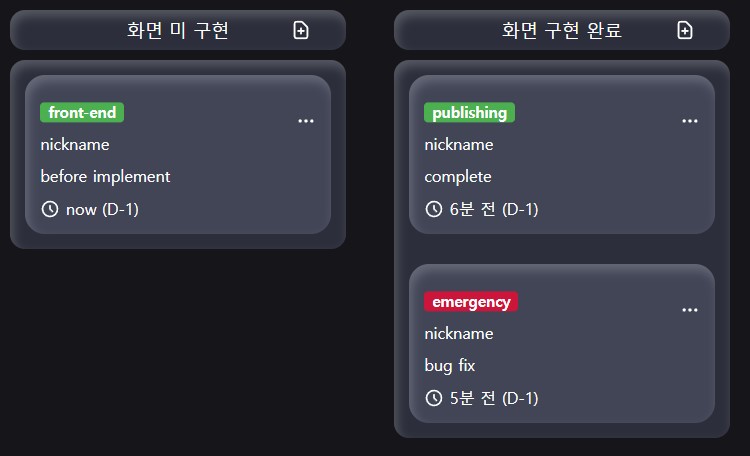 화면 미 구현
front-end
nickname
before implement
now (D-1)
화면 구현 완료
publishing
nickname
complete
6분 전 (D-1)
emergency
nickname
bug fix
5분 전 (D-1)